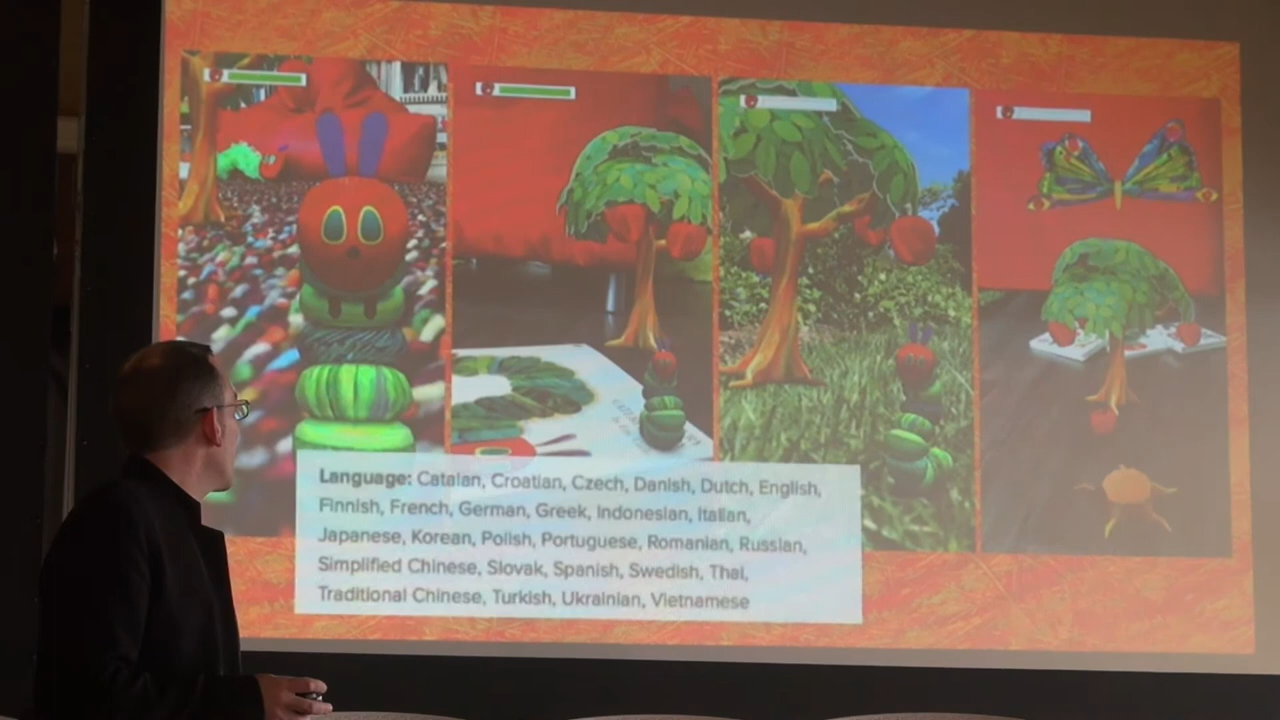 Language: Catalan, Croatian, Czech, Danish, Dutch, English,
Finnish, French, German, Greek, Indonesian, Italian,
Japanese, Korean, Polish, Portuguese, Romanian, Russian,
Simplified Chinese, Slovak, Spanish, Swedish, Thai,
Traditional Chinese, Turkish, Ukrainian, Vietnamese